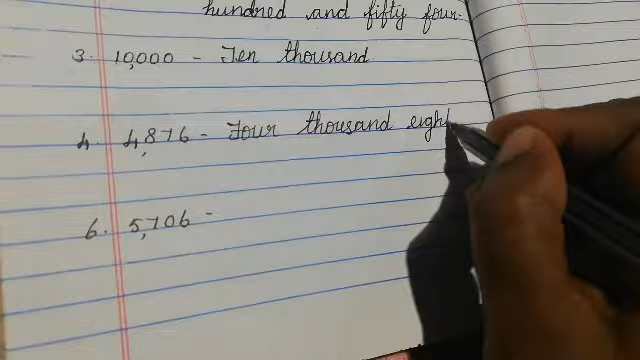 hundred and fifty four.
3. 10,000 - Ten thousand
4. 4,876 - Four thousand eight
6. 5,706 -